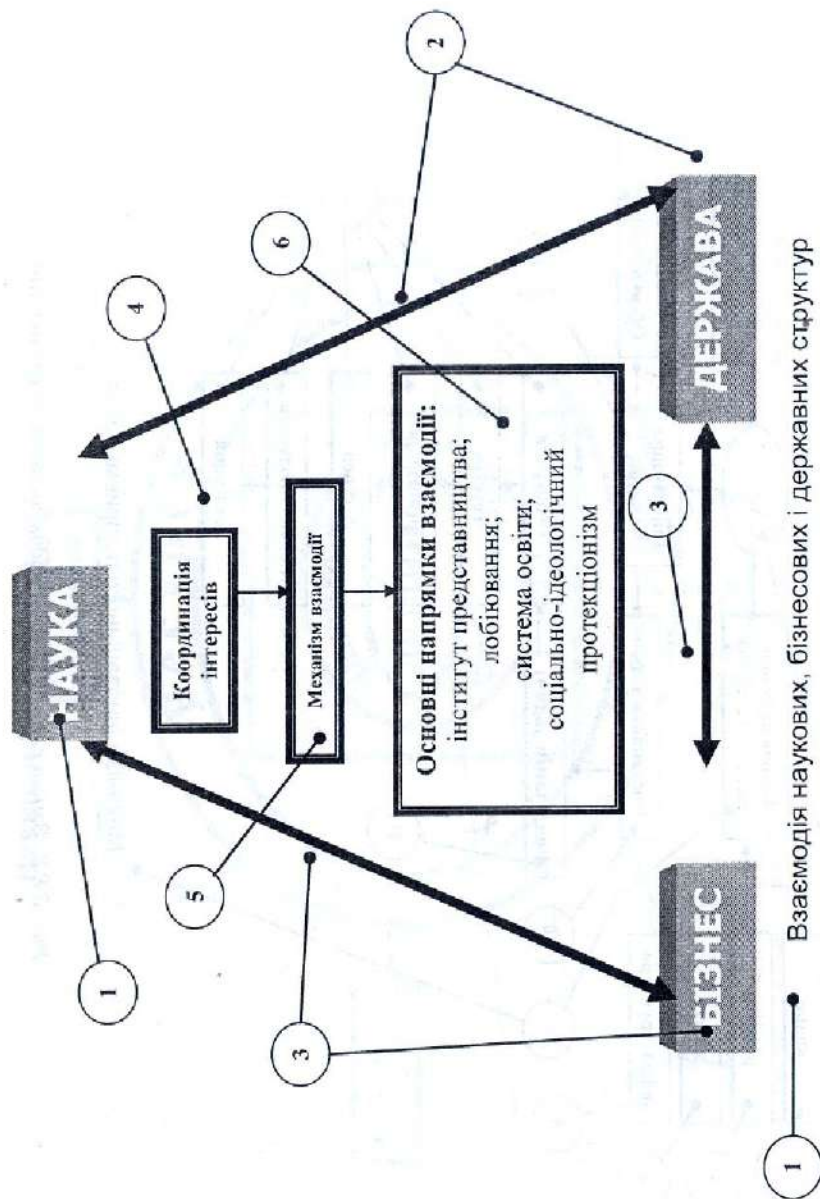 НАУКА
1
4
2
Координація
інтересів
Механізм взаємодії
5
6
Основні напрямки взаємодії:
інститут представництва;
лобіювання;
система освіти;
соціально-ідеологічний
протекціонізм
3
3
БІЗНЕС
ДЕРЖАВА
1
Взаємодія наукових, бізнесових і державних структур